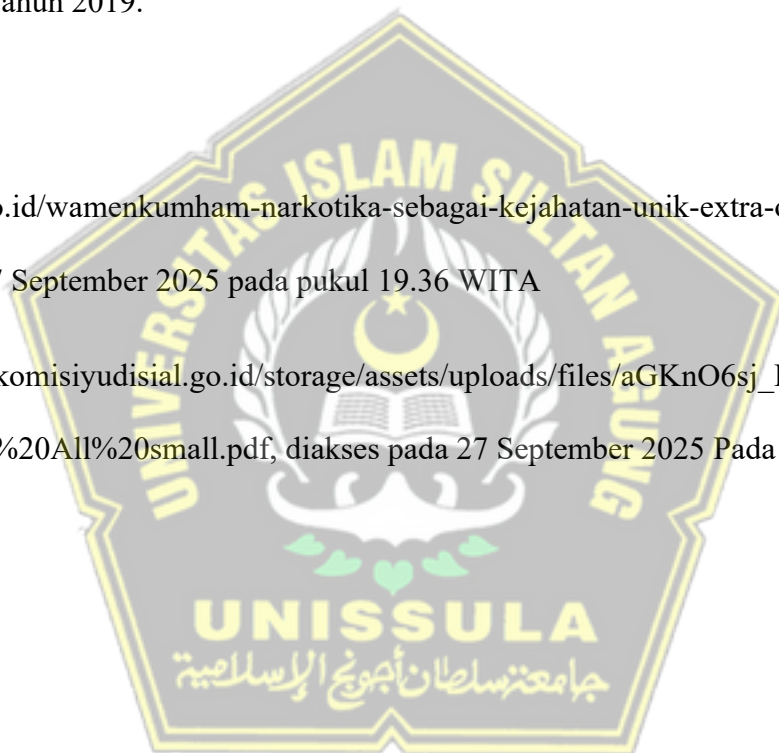 ahun 2019.
UNIVERSITAS ISLAM SULTAN AGUNG
o.id/wamenkumham-narkotika-sebagai-kejahatan-unik-extra-o
7 September 2025 pada pukul 19.36 WITA
komisiyudisial.go.id/storage/assets/uploads/files/aGKnO6sj_
%20All%20small.pdf, diakses pada 27 September 2025 Pada
UNISSULA
جامعتنسلطان أجونج الإسلامية